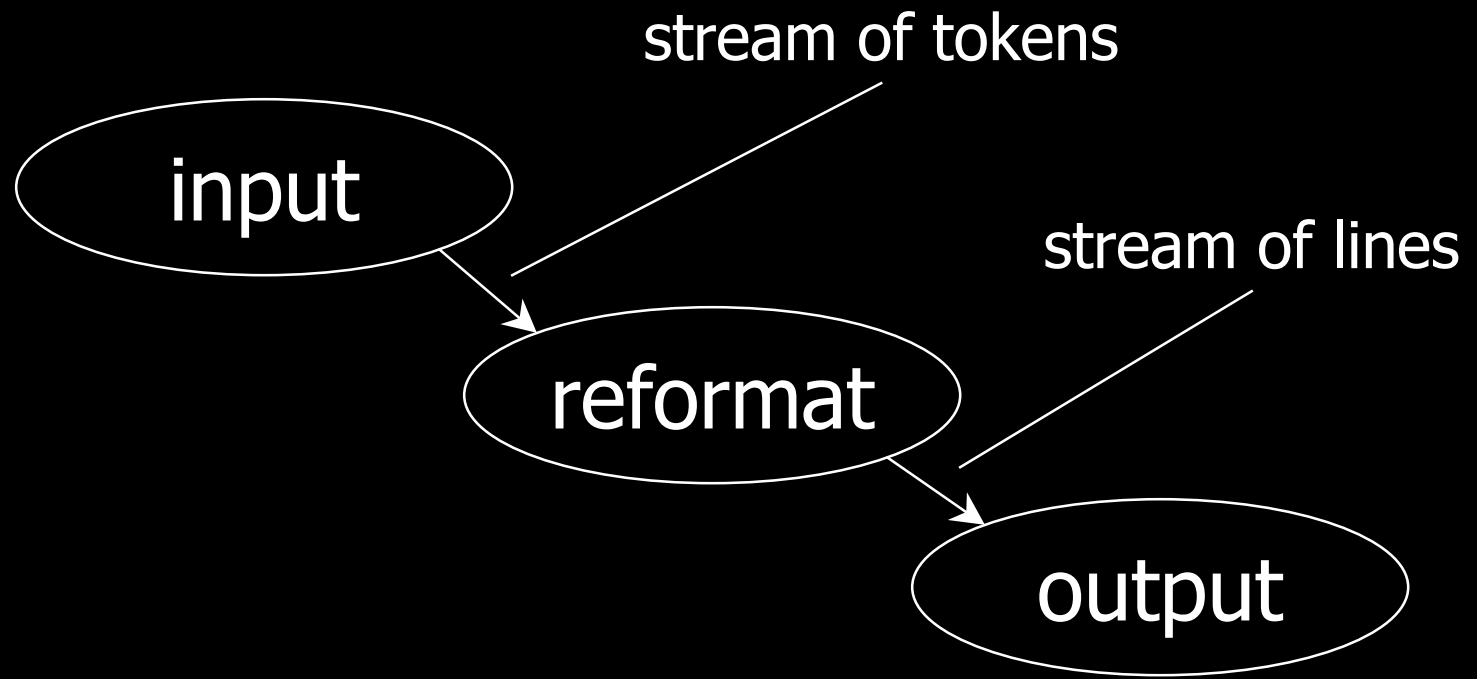 stream of tokens
input
stream of lines
reformat
output